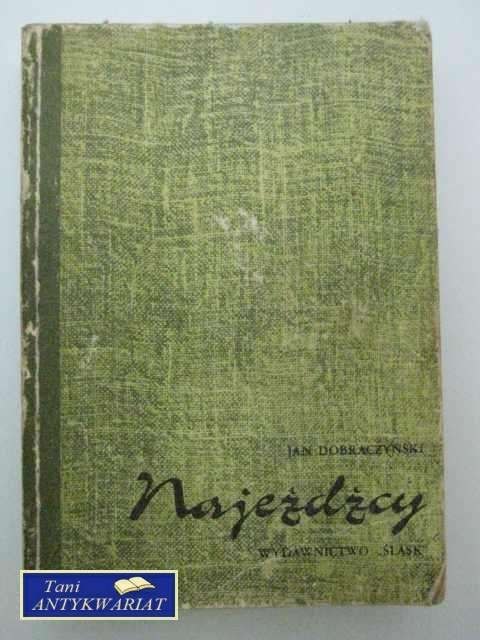 JAN DOBRACZYŃSKI
Najeźdźcy
WYDAWNICTWO „ŚLĄSK"
Tani
ANTYKWARIAT